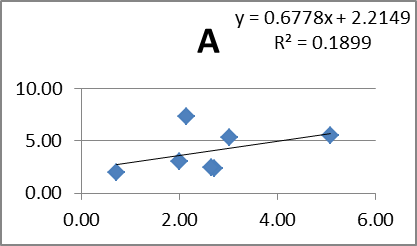 y = 0.6778x + 2.2149
R² = 0.1899
A
10.00
5.00
0.00
0.00 2.00 4.00 6.00